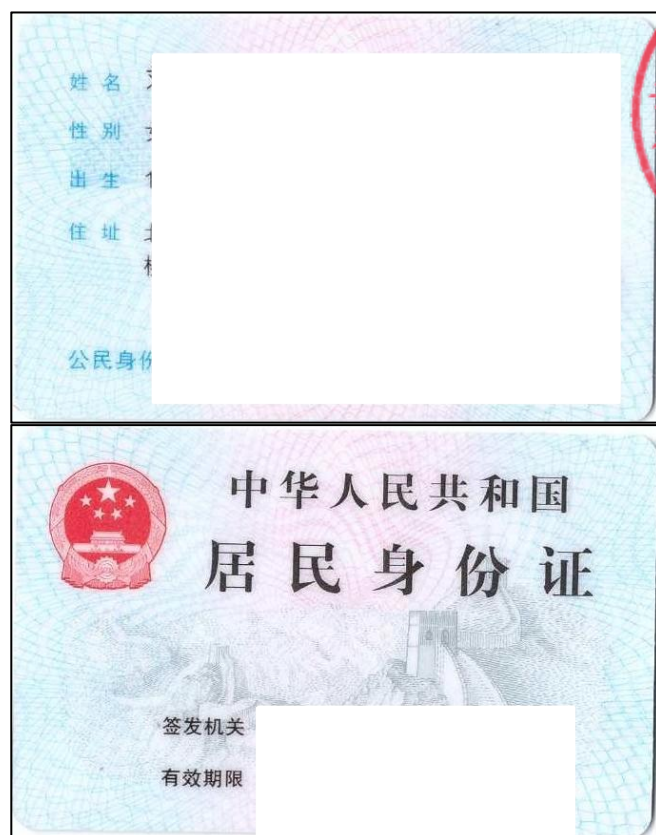 姓名
性别
出生
住址
公民身份
中华人民共和国
居民身份证
签发机关
有效期限